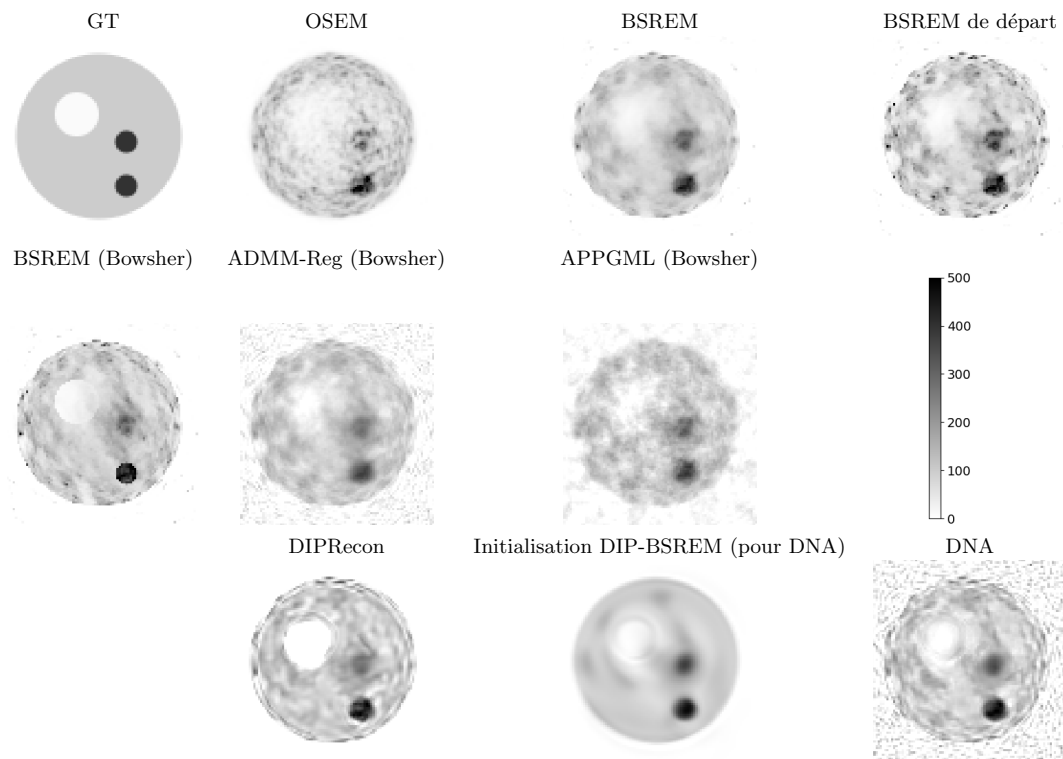 GT
OSEM
BSREM
BSREM de départ
BSREM (Bowsher)
ADMM-Reg (Bowsher)
APPGML (Bowsher)
500
400
300
200
100
0
DIPRecon
Initialisation DIP-BSREM (pour DNA)
DNA